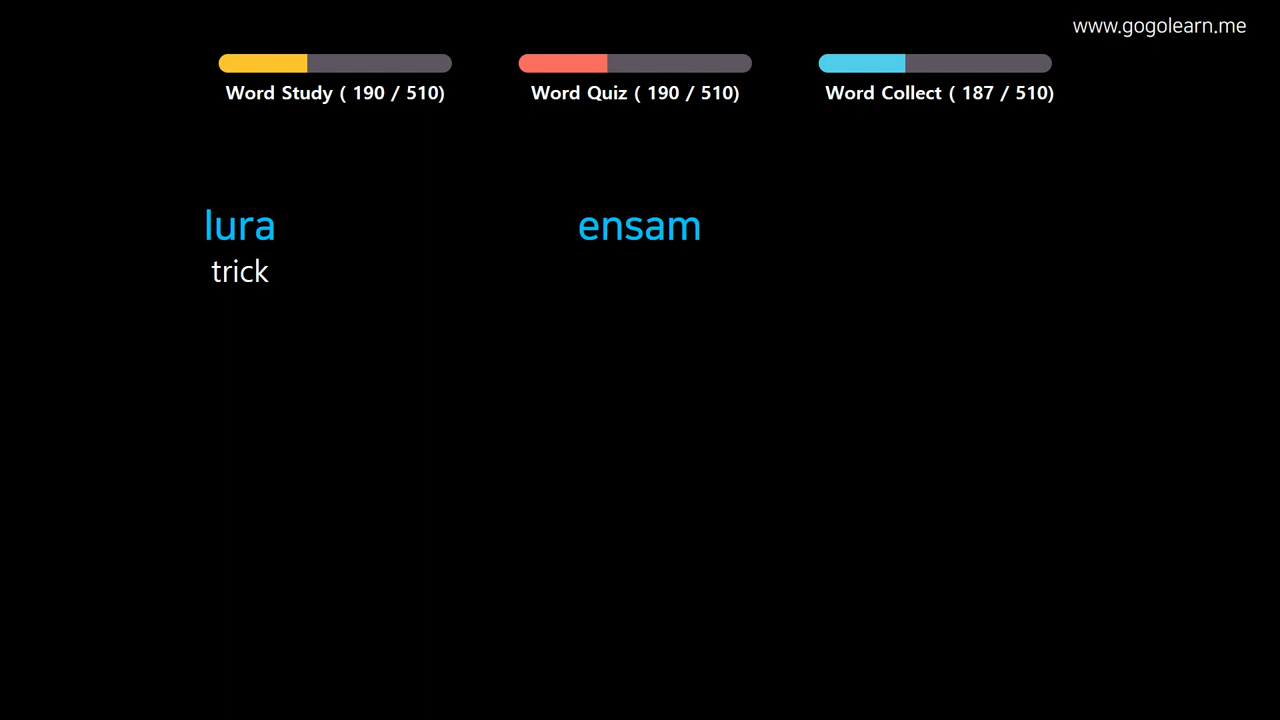 www.gogolearn.me
Word Study ( 190 / 510)
Word Quiz ( 190 / 510)
Word Collect ( 187 / 510)
lura
trick
ensam